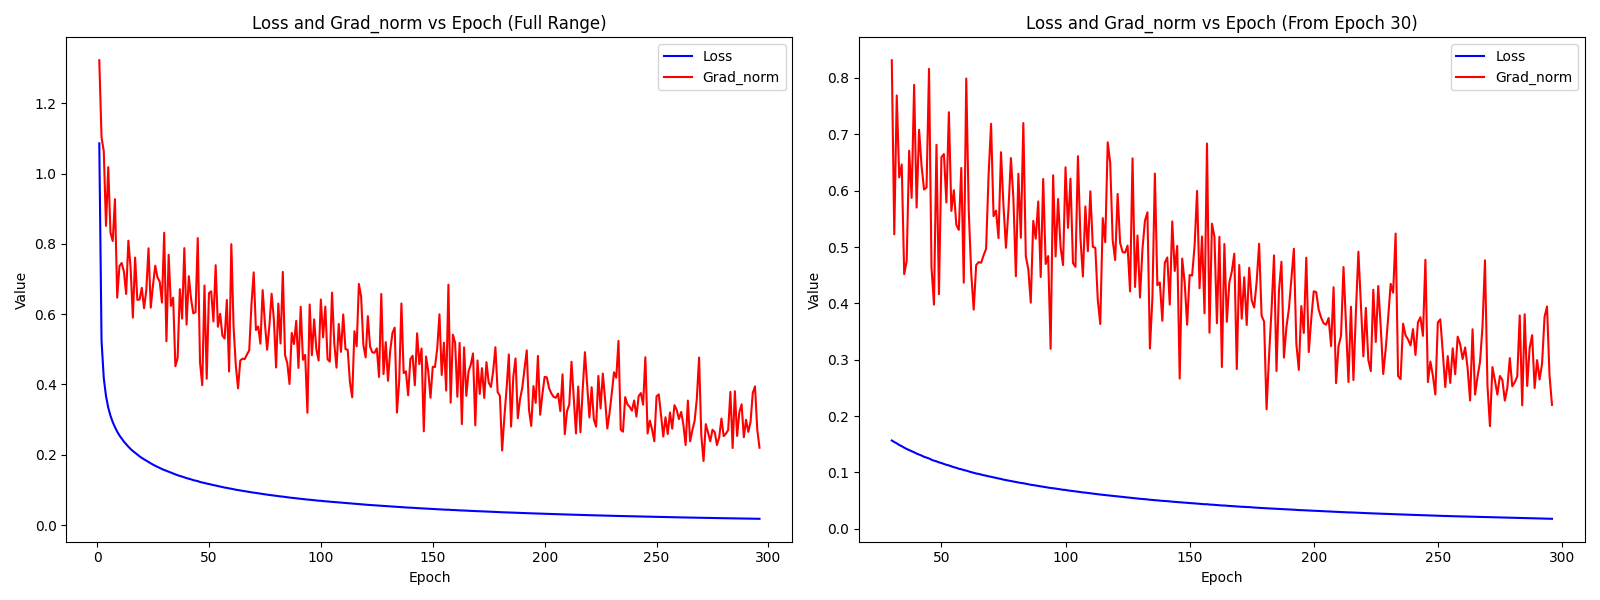 Loss and Grad_norm vs Epoch (Full Range)
Loss
Grad_norm
Value
1.2
1.0
0.8
0.6
0.4
0.2
0.0
0 50 100 150 200 250 300
Epoch
Loss and Grad_norm vs Epoch (From Epoch 30)
Loss
Grad_norm
Value
0.8
0.7
0.6
0.5
0.4
0.3
0.2
0.1
0.0
50 100 150 200 250 300
Epoch